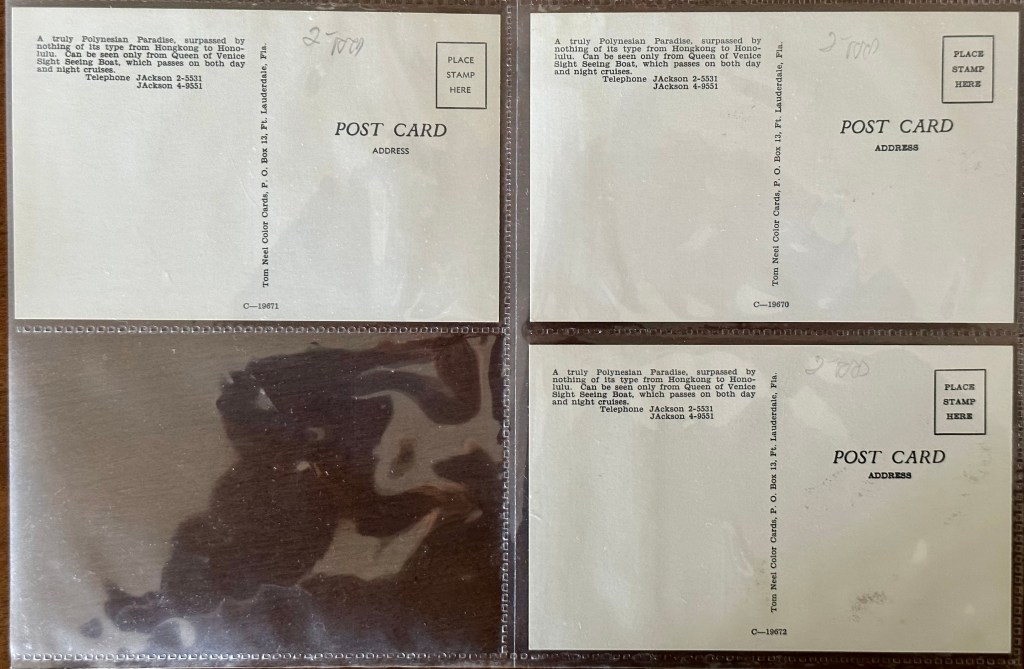 A truly Polynesian Paradise, surpassed by
nothing of its type from Hongkong to Hono-
lulu. Can be seen only from Queen of Venice
Sight Seeing Boat, which passes on both day
and night cruises.
Telephone JAckson 2-5531
JAckson 4-9551
Tom Neel Color Cards, P. O. Box 13, Ft. Lauderdale, Fla.
PLACE
STAMP
HERE
POST CARD
ADDRESS
C—19671
A truly Polynesian Paradise, surpassed by
nothing of its type from Hongkong to Hono-
lulu. Can be seen only from Queen of Venice
Sight Seeing Boat, which passes on both day
and night cruises.
Telephone JAckson 2-5531
JAckson 4-9551
Tom Neel Color Cards, P. O. Box 13, Ft. Lauderdale, Fla.
PLACE
STAMP
HERE
POST CARD
ADDRESS
C—19670
A truly Polynesian Paradise, surpassed by
nothing of its type from Hongkong to Hono-
lulu. Can be seen only from Queen of Venice
Sight Seeing Boat, which passes on both day
and night cruises.
Telephone JAckson 2-5531
JAckson 4-9551
Tom Neel Color Cards, P. O. Box 13, Ft. Lauderdale, Fla.
PLACE
STAMP
HERE
POST CARD
ADDRESS
C—19672